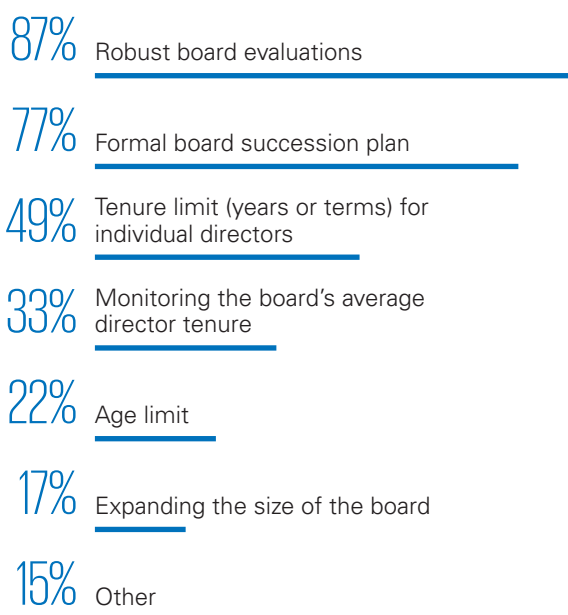 87% Robust board evaluations
77% Formal board succession plan
49% Tenure limit (years or terms) for
individual directors
33% Monitoring the board's average
director tenure
22% Age limit
17% Expanding the size of the board
15% Other